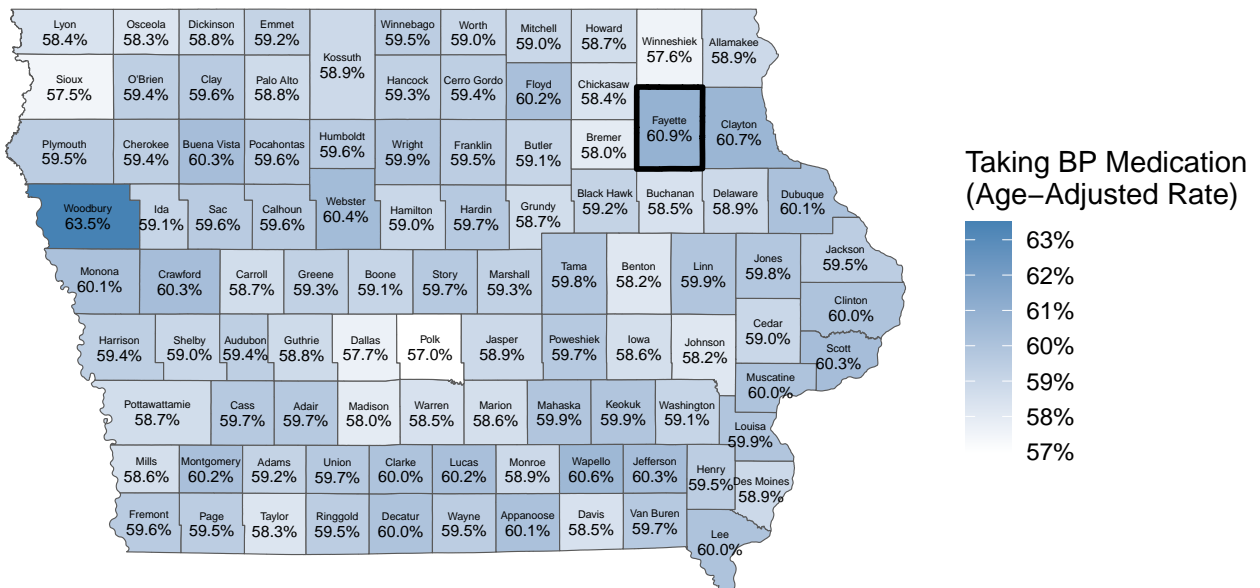 Lyon
58.4%
Osceola
58.3%
Dickinson
58.8%
Emmet
59.2%
Winnebago
59.5%
Worth
59.0%
Mitchell
59.0%
Howard
58.7%
Winneshiek
57.6%
Allamakee
58.9%
Kossuth
58.9%
Sioux
57.5%
O'Brien
59.4%
Clay
59.6%
Palo Alto
58.8%
Hancock
59.3%
Cerro Gordo
59.4%
Floyd
60.2%
Chickasaw
58.4%
Fayette
60.9%
Clayton
60.7%
Plymouth
59.5%
Cherokee
59.4%
Buena Vista
60.3%
Pocahontas
59.6%
Humboldt
59.6%
Wright
59.9%
Franklin
59.5%
Butler
59.1%
Bremer
58.0%
Woodbury
63.5%
Ida
59.1%
Sac
59.6%
Calhoun
59.6%
Webster
60.4%
Hamilton
59.0%
Hardin
59.7%
Grundy
58.7%
Black Hawk
59.2%
Buchanan
58.5%
Delaware
58.9%
Dubuque
60.1%
Monona
60.1%
Crawford
60.3%
Carroll
58.7%
Greene
59.3%
Boone
59.1%
Story
59.7%
Marshall
59.3%
Tama
59.8%
Benton
58.2%
Linn
59.9%
Jones
59.8%
Jackson
59.5%
Clinton
60.0%
Harrison
59.4%
Shelby
59.0%
Audubon
59.4%
Guthrie
58.8%
Dallas
57.7%
Polk
57.0%
Jasper
58.9%
Poweshiek
59.7%
Iowa
58.6%
Johnson
58.2%
Cedar
59.0%
Scott
60.3%
Muscatine
60.0%
Pottawattamie
58.7%
Cass
59.7%
Adair
59.7%
Madison
58.0%
Warren
58.5%
Marion
58.6%
Mahaska
59.9%
Keokuk
59.9%
Washington
59.1%
Louisa
59.9%
Mills
58.6%
Montgomery
60.2%
Adams
59.2%
Union
59.7%
Clarke
60.0%
Lucas
60.2%
Monroe
58.9%
Wapello
60.6%
Jefferson
60.3%
Henry
59.5%
Des Moines
58.9%
Fremont
59.6%
Page
59.5%
Taylor
58.3%
Ringgold
59.5%
Decatur
60.0%
Wayne
59.5%
Appanoose
60.1%
Davis
58.5%
Van Buren
59.7%
Lee
60.0%
Taking BP Medication
(Age−Adjusted Rate)
63%
62%
61%
60%
59%
58%
57%